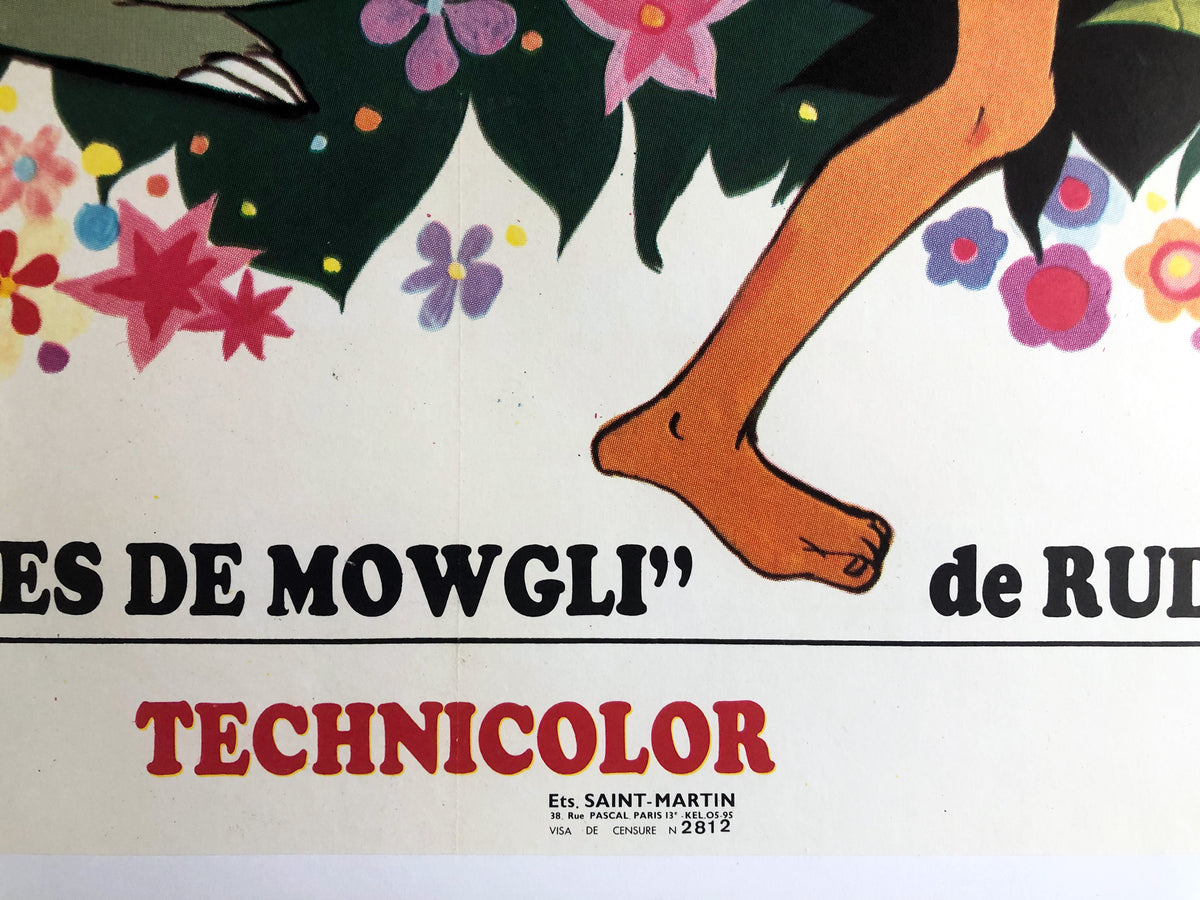 ES DE MOWGLI” de RUD
TECHNICOLOR
Ets. SAINT-MARTIN
38. Rue PASCAL PARIS 13ᵉ - KEL.05-95
VISA DE CENSURE N 2812